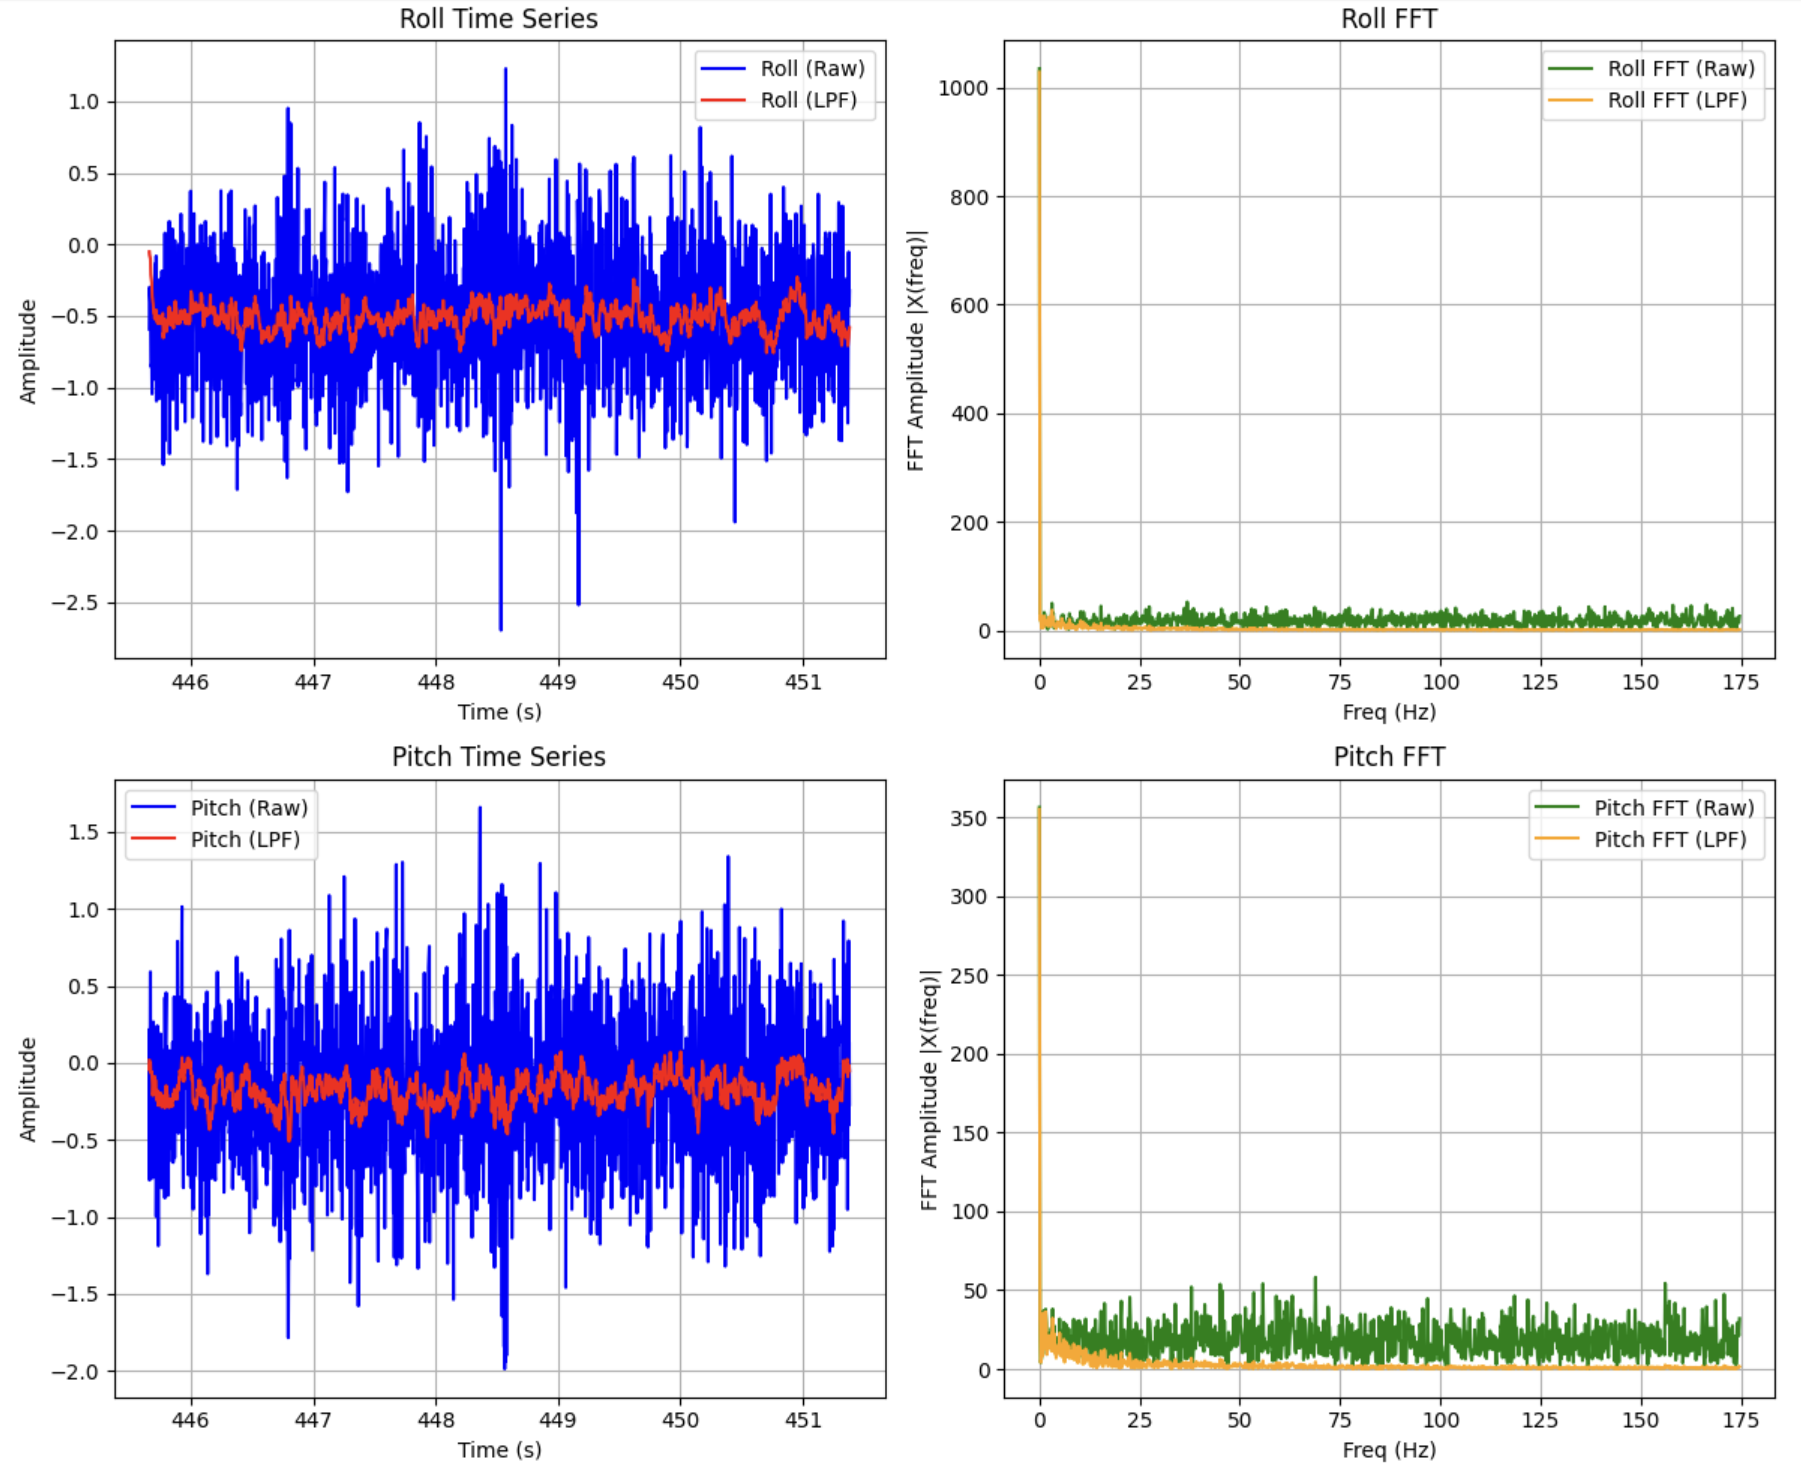 Roll Time Series
Roll (Raw)
Roll (LPF)
1.0
0.5
0.0
−0.5
−1.0
−1.5
−2.0
−2.5
Amplitude
446 447 448 449 450 451
Time (s)
Roll FFT
Roll FFT (Raw)
Roll FFT (LPF)
1000
800
600
400
200
0
FFT Amplitude |X(freq)|
0 25 50 75 100 125 150 175
Freq (Hz)
Pitch Time Series
Pitch (Raw)
Pitch (LPF)
1.5
1.0
0.5
0.0
−0.5
−1.0
−1.5
−2.0
Amplitude
446 447 448 449 450 451
Time (s)
Pitch FFT
Pitch FFT (Raw)
Pitch FFT (LPF)
350
300
250
200
150
100
50
0
FFT Amplitude |X(freq)|
0 25 50 75 100 125 150 175
Freq (Hz)